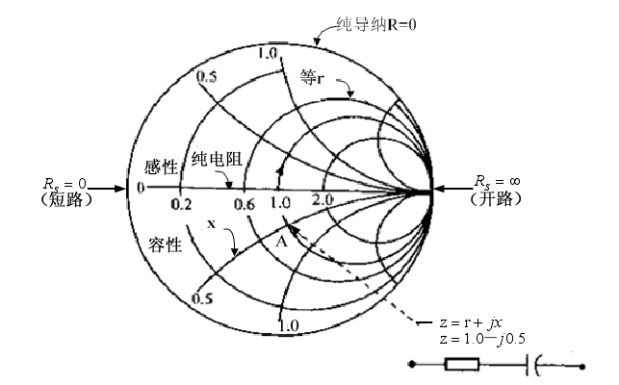 纯导纳R=0
1.0
0.5
等r
感性
纯电阻
R_s = 0
(短路)
0
0.2
0.6
1.0
2.0
R_s = ∞
(开路)
容性
x
A
0.5
1.0
z = r + jx
z = 1.0—j0.5